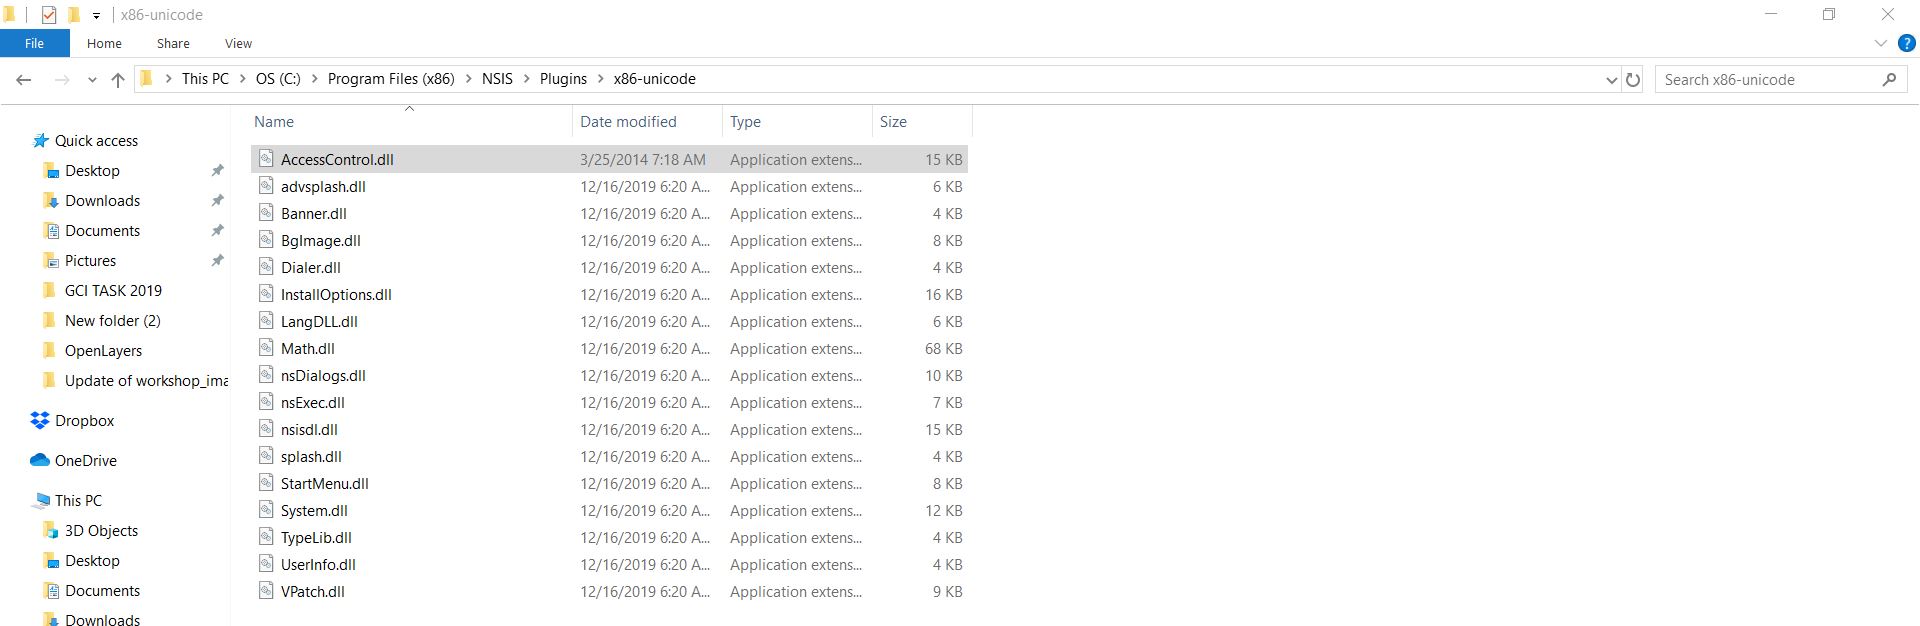 x86-unicode
File Home Share View
This PC OS (C:) Program Files (x86) NSIS Plugins x86-unicode
Search x86-unicode
Name Date modified Type Size
Quick access
Desktop
Downloads
Documents
Pictures
GCI TASK 2019
New folder (2)
OpenLayers
Update of workshop_ima
Dropbox
OneDrive
This PC
3D Objects
Desktop
Documents
Downloads
AccessControl.dll 3/25/2014 7:18 AM Application extens... 15 KB
advsplash.dll 12/16/2019 6:20 A... Application extens... 6 KB
Banner.dll 12/16/2019 6:20 A... Application extens... 4 KB
BgImage.dll 12/16/2019 6:20 A... Application extens... 8 KB
Dialer.dll 12/16/2019 6:20 A... Application extens... 4 KB
InstallOptions.dll 12/16/2019 6:20 A... Application extens... 16 KB
LangDLL.dll 12/16/2019 6:20 A... Application extens... 6 KB
Math.dll 12/16/2019 6:20 A... Application extens... 68 KB
nsDialogs.dll 12/16/2019 6:20 A... Application extens... 10 KB
nsExec.dll 12/16/2019 6:20 A... Application extens... 7 KB
nsisdl.dll 12/16/2019 6:20 A... Application extens... 15 KB
splash.dll 12/16/2019 6:20 A... Application extens... 4 KB
StartMenu.dll 12/16/2019 6:20 A... Application extens... 8 KB
System.dll 12/16/2019 6:20 A... Application extens... 12 KB
TypeLib.dll 12/16/2019 6:20 A... Application extens... 4 KB
UserInfo.dll 12/16/2019 6:20 A... Application extens... 4 KB
VPatch.dll 12/16/2019 6:20 A... Application extens... 9 KB